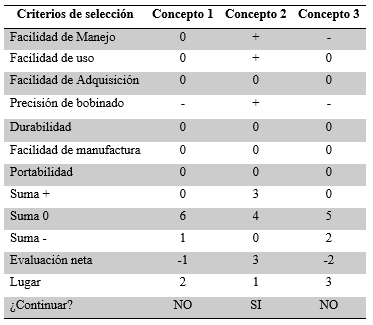 Criterios de selección Concepto 1 Concepto 2 Concepto 3
Facilidad de Manejo 0 + -
Facilidad de uso 0 + 0
Facilidad de Adquisición 0 0 0
Precisión de bobinado - + -
Durabilidad 0 0 0
Facilidad de manufactura 0 0 0
Portabilidad 0 0 0
Suma + 0 3 0
Suma 0 6 4 5
Suma - 1 0 2
Evaluación neta -1 3 -2
Lugar 2 1 3
¿Continuar? NO SI NO